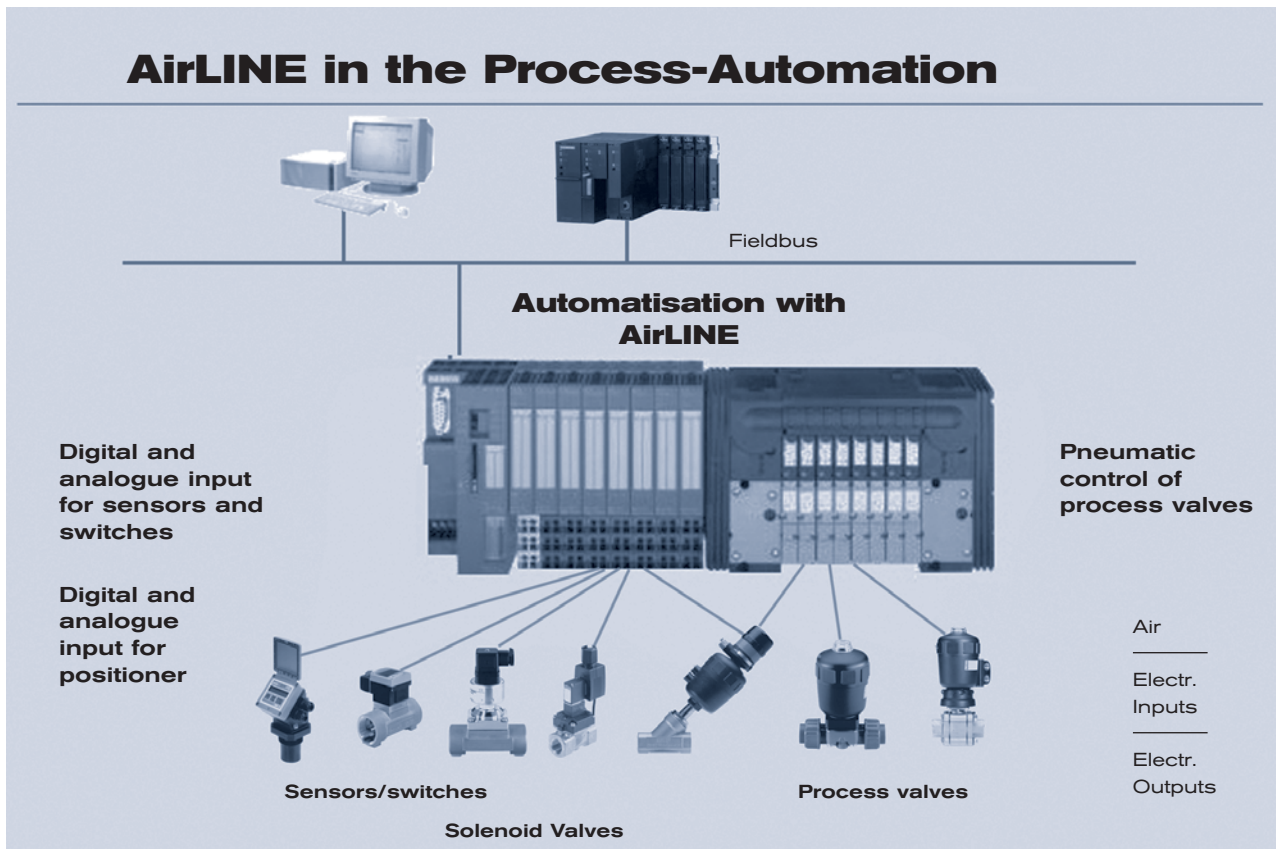 AirLINE in the Process-Automation
Fieldbus
Automatisation with
AirLINE
Digital and
analogue input
for sensors and
switches
Pneumatic
control of
process valves
Digital and
analogue
input for
positioner
Air
Electr.
Inputs
Electr.
Outputs
Sensors/switches
Process valves
Solenoid Valves